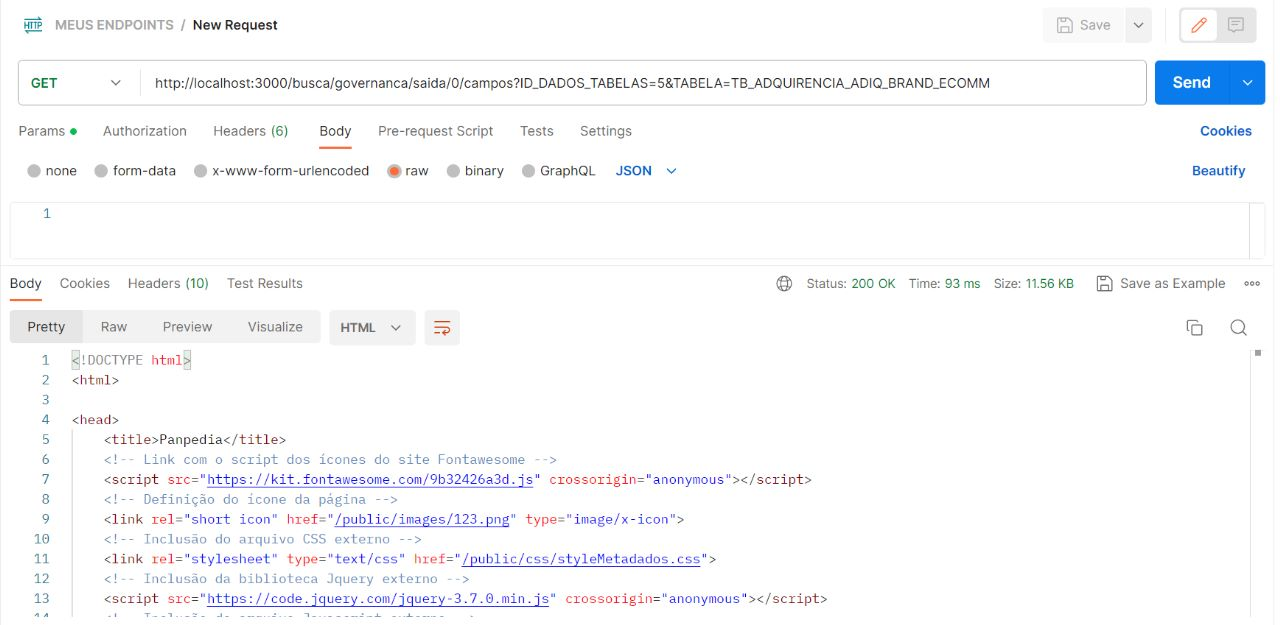 HTTP MEUS ENDPOINTS / New Request Save
GET http://localhost:3000/busca/governanca/saida/0/campos?ID_DADOS_TABELAS=5&TABELA=TB_ADQUIRENCIA_ADIQ_BRAND_ECOMM Send
Params Authorization Headers (6) Body Pre-request Script Tests Settings Cookies
none form-data x-www-form-urlencoded raw binary GraphQL JSON Beautify
1
Body Cookies Headers (10) Test Results Status: 200 OK Time: 93 ms Size: 11.56 KB Save as Example
Pretty Raw Preview Visualize HTML
1 <!DOCTYPE html>
2 <html>
3
4 <head>
5 <title>Panpedia</title>
6 <!-- Link com o script dos ícones do site Fontawesome -->
7 <script src="https://kit.fontawesome.com/9b32426a3d.js" crossorigin="anonymous"></script>
8 <!-- Definição do ícone da página -->
9 <link rel="short icon" href="/public/images/123.png" type="image/x-icon">
10 <!-- Inclusão do arquivo CSS externo -->
11 <link rel="stylesheet" type="text/css" href="/public/css/styleMetadados.css">
12 <!-- Inclusão da biblioteca Jquery externo -->
13 <script src="https://code.jquery.com/jquery-3.7.0.min.js" crossorigin="anonymous"></script>